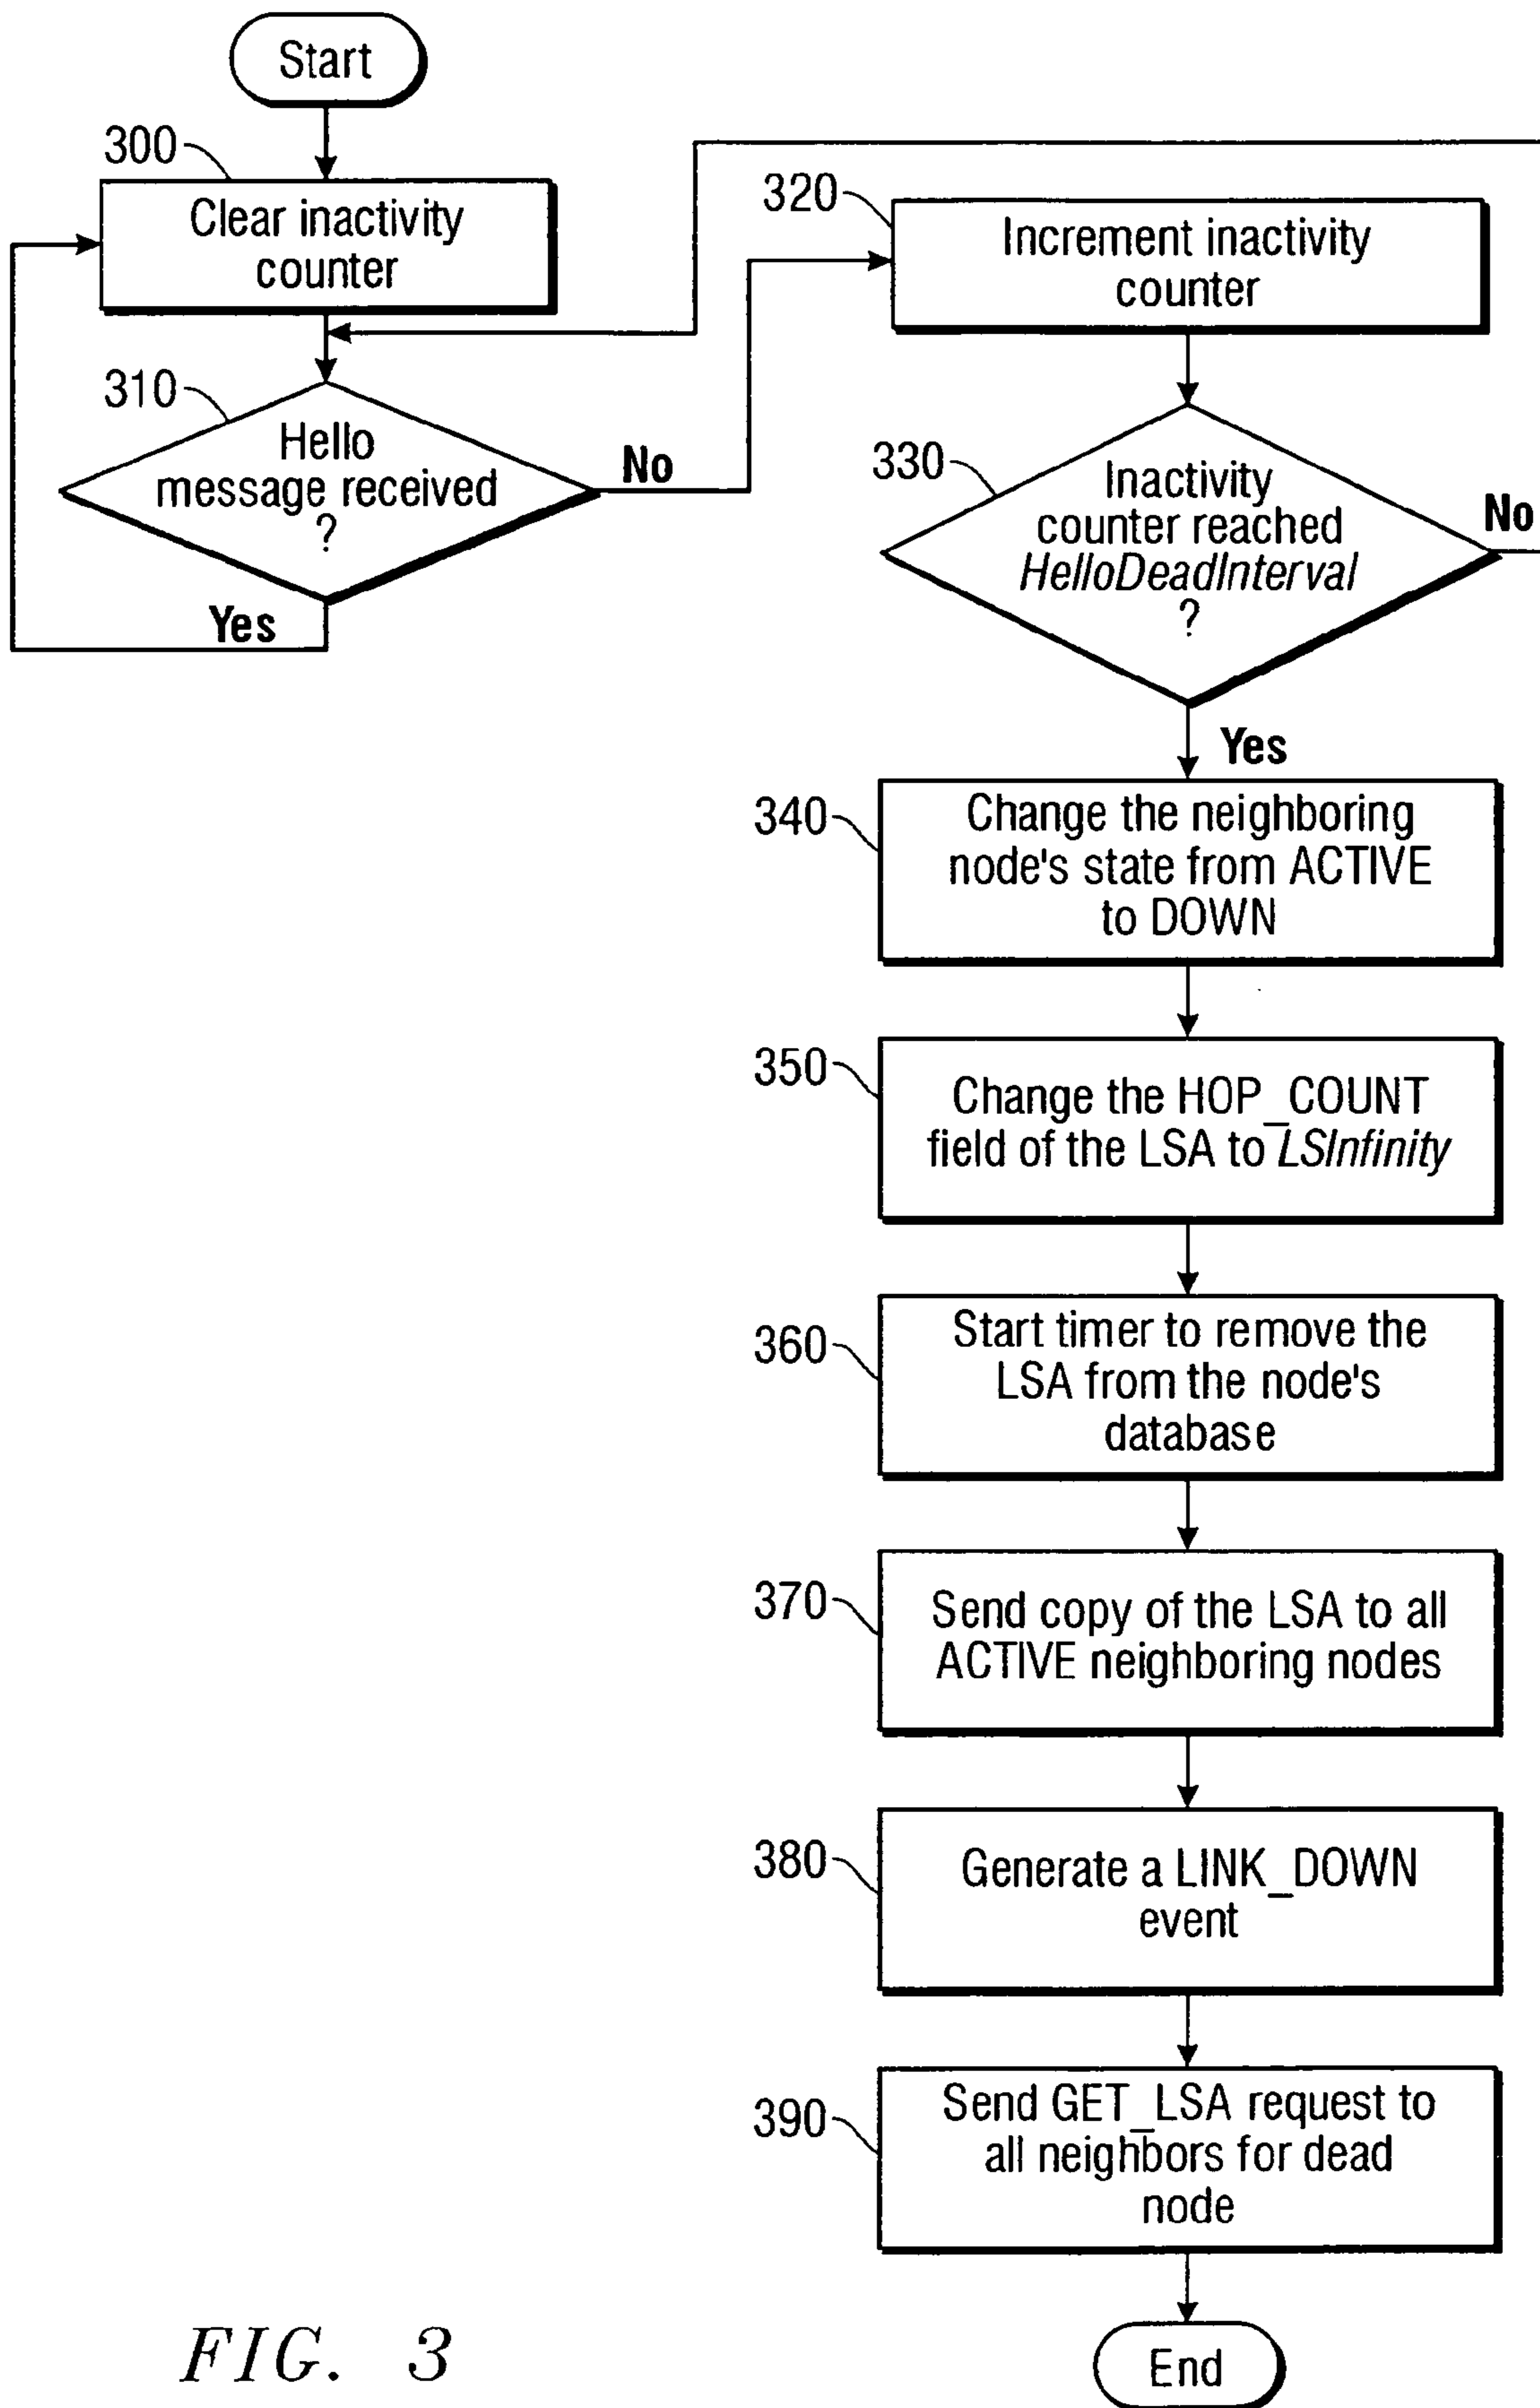 Start
300
Clear inactivity
counter
310
Hello
message received
?
No
Yes
320
Increment inactivity
counter
330
Inactivity
counter reached
HelloDeadInterval
?
No
Yes
340
Change the neighboring
node's state from ACTIVE
to DOWN
350
Change the HOP_COUNT
field of the LSA to LSInfinity
360
Start timer to remove the
LSA from the node's
database
370
Send copy of the LSA to all
ACTIVE neighboring nodes
380
Generate a LINK_DOWN
event
390
Send GET_LSA request to
all neighbors for dead
node
End
FIG. 3